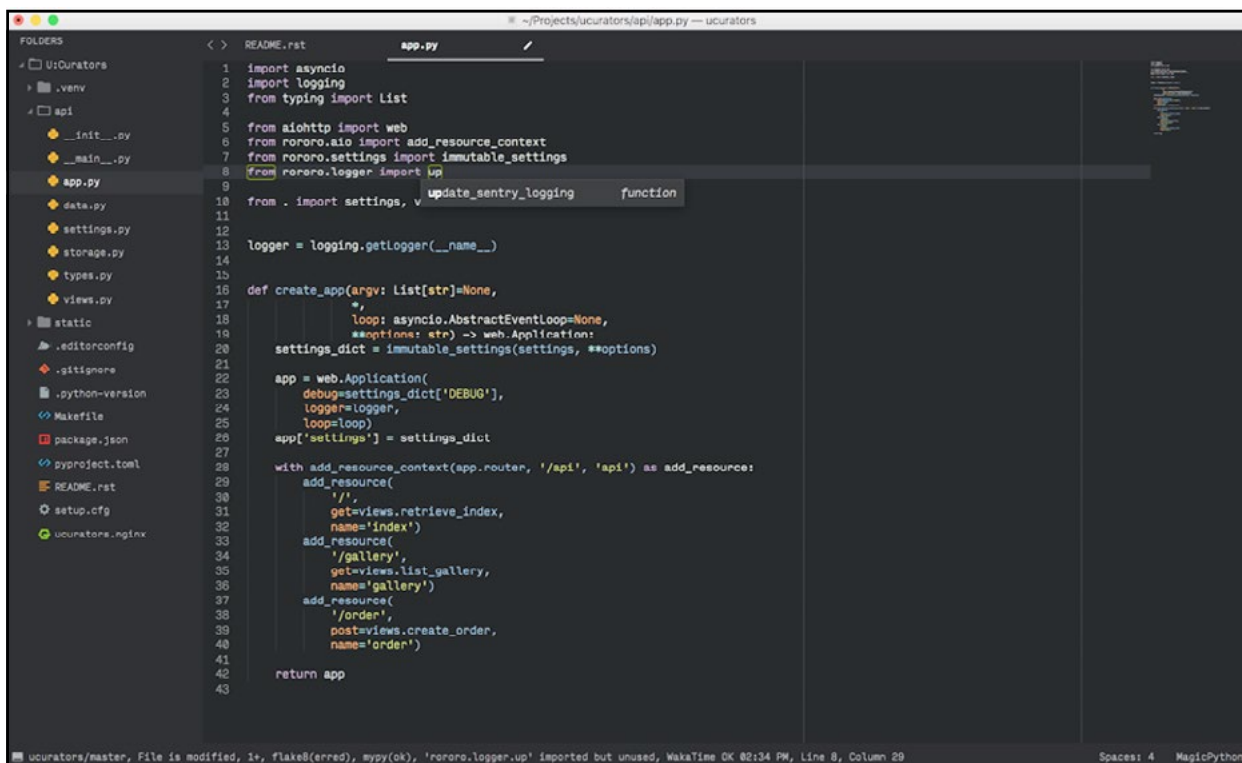 ~/Projects/ucurators/api/app.py — ucurators
FOLDERS
U:Curators
.venv
api
__init__.py
__main__.py
app.py
data.py
settings.py
storage.py
types.py
views.py
static
.editorconfig
.gitignore
.python-version
Makefile
package.json
pyproject.toml
README.rst
setup.cfg
ucurators.nginx
README.rst app.py
1 import asyncio
2 import logging
3 from typing import List
4
5 from aiohttp import web
6 from rororo.aio import add_resource_context
7 from rororo.settings import immutable_settings
8 from rororo.logger import up
update_sentry_logging function
9
10 from . import settings, v
11
12
13 logger = logging.getLogger(__name__)
14
15
16 def create_app(argv: List[str]=None,
17 *,
18 loop: asyncio.AbstractEventLoop=None,
19 **options: str) -> web.Application:
20 settings_dict = immutable_settings(settings, **options)
21
22 app = web.Application(
23 debug=settings_dict['DEBUG'],
24 logger=logger,
25 loop=loop)
26 app['settings'] = settings_dict
27
28 with add_resource_context(app.router, '/api', 'api') as add_resource:
29 add_resource(
30 '/',
31 get=views.retrieve_index,
32 name='index')
33 add_resource(
34 '/gallery',
35 get=views.list_gallery,
36 name='gallery')
37 add_resource(
38 '/order',
39 post=views.create_order,
40 name='order')
41
42 return app
43
ucurators/master, File is modified, 1+, flake8(erred), mypy(ok), 'rororo.logger.up' imported but unused, WakaTime OK 02:34 PM, Line 8, Column 29 Spaces: 4 MagicPython